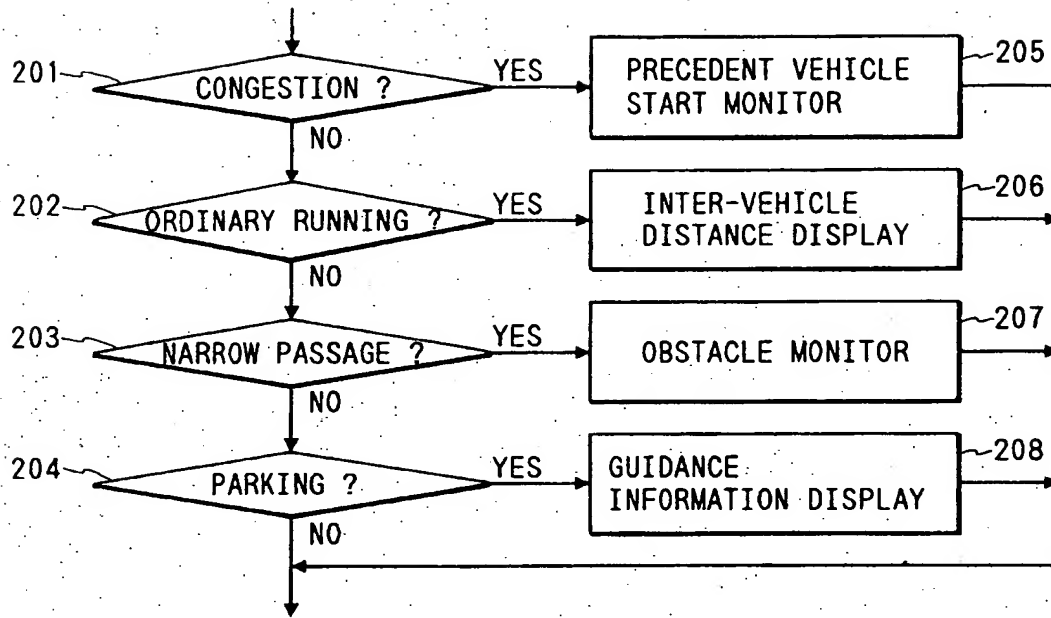 201
CONGESTION ?
YES
PRECEDENT VEHICLE
START MONITOR
205
NO
202
ORDINARY RUNNING ?
YES
INTER-VEHICLE
DISTANCE DISPLAY
206
NO
203
NARROW PASSAGE ?
YES
OBSTACLE MONITOR
207
NO
204
PARKING ?
YES
GUIDANCE
INFORMATION DISPLAY
208
NO